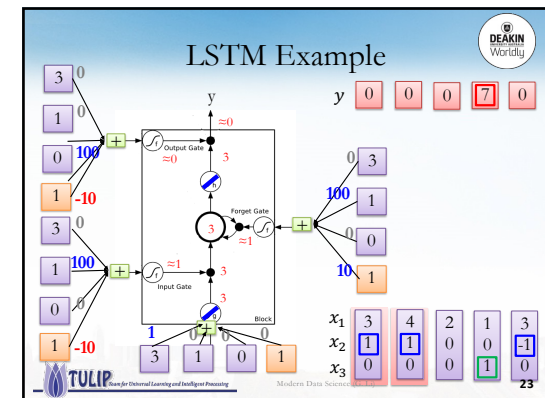 LSTM Example
DEAKIN
Worldly
y 0 0 0 7 0
y
3 0
1 0
0 100
1 -10
≈0
Output Gate
≈0
3
h
3
Forget Gate
≈1
f
0 3
100 1
0 0
10 1
3 0
1 100
0 0
1 -10
f
≈1
Input Gate
3
3
g
Block
1 0 0 0
3 1 0 1
x₁ 3 4 2 1 3
x₂ 1 1 0 0 -1
x₃ 0 0 0 1 0
TULIP Team for Universal Learning and Intelligent Processing
Modern Data Science
23